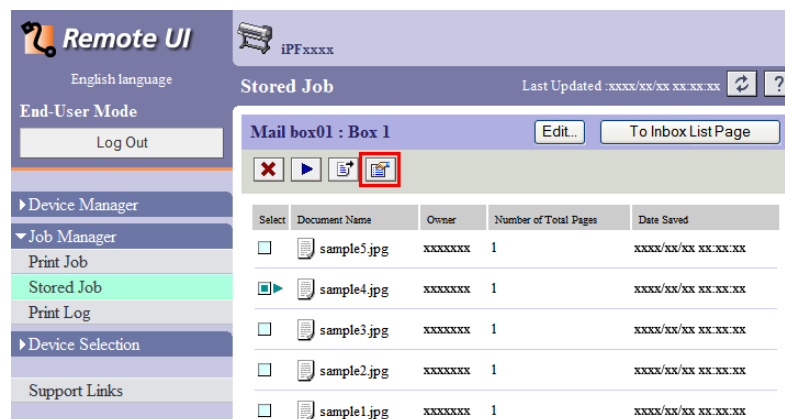 Remote UI
iPFxxxx
English language
Stored Job
Last Updated :xxxx/xx/xx xx:xx:xx
?
End-User Mode
Log Out
Mail box01 : Box 1
Edit...
To Inbox List Page
Device Manager
Job Manager
Print Job
Stored Job
Print Log
Device Selection
Support Links
Select Document Name Owner Number of Total Pages Date Saved
sample5.jpg xxxxxxx 1 xxxx/xx/xx xx:xx:xx
sample4.jpg xxxxxxx 1 xxxx/xx/xx xx:xx:xx
sample3.jpg xxxxxxx 1 xxxx/xx/xx xx:xx:xx
sample2.jpg xxxxxxx 1 xxxx/xx/xx xx:xx:xx
sample1.jpg xxxxxxx 1 xxxx/xx/xx xx:xx:xx